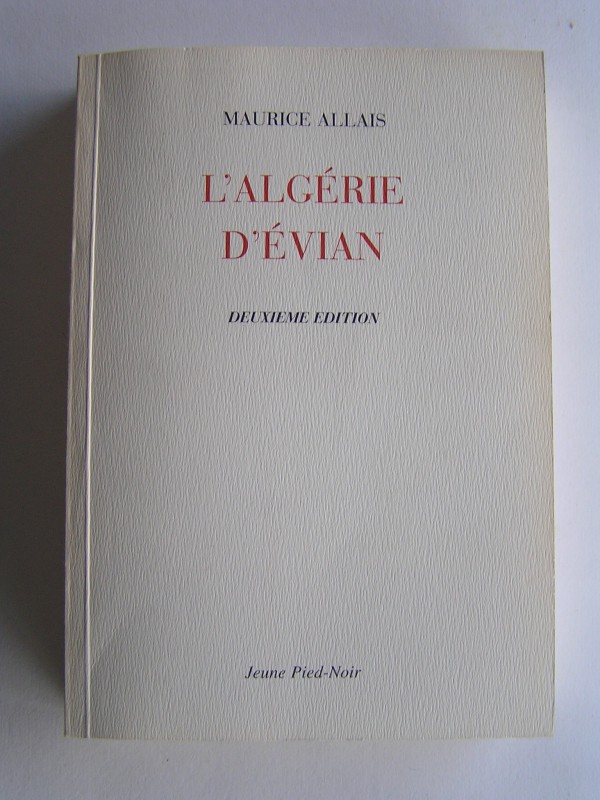 MAURICE ALLAIS
L'ALGÉRIE
D'ÉVIAN
DEUXIEME EDITION
Jeune Pied-Noir